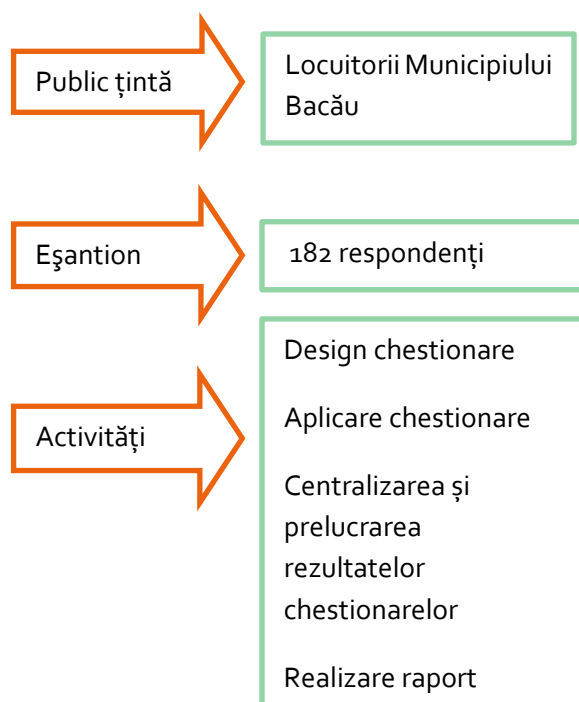 Public țintă
Locuitorii Municipiului
Bacău
Eşantion
182 respondenți
Activități
Design chestionare
Aplicare chestionare
Centralizarea și
prelucrarea
rezultatelor
chestionarelor
Realizare raport